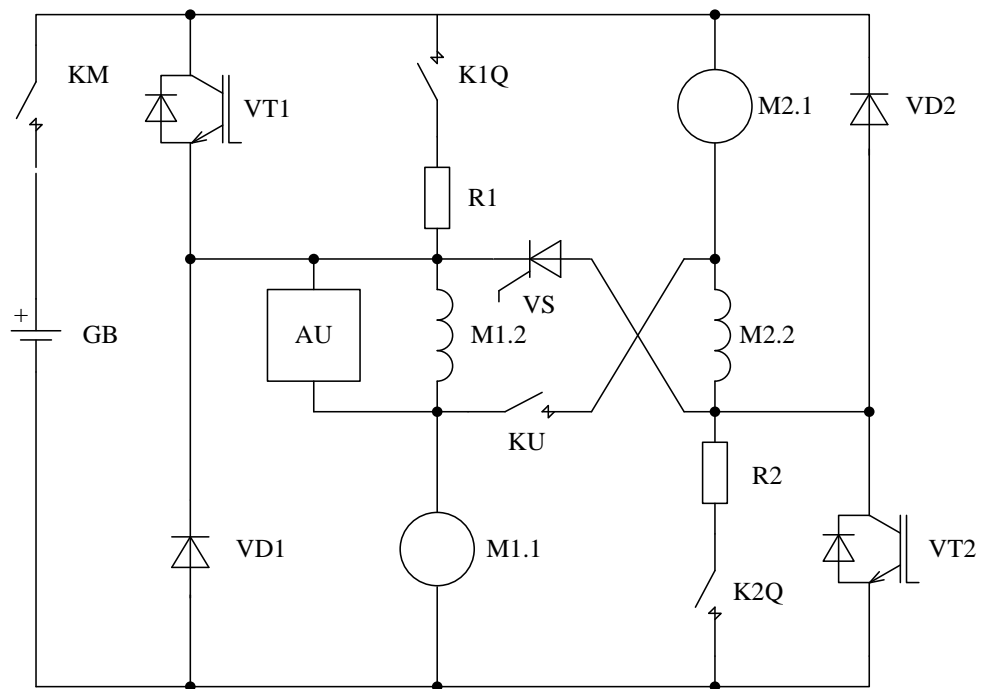 KM
VT1
K1Q
M2.1
VD2
R1
VS
+
GB
AU
M1.2
M2.2
KU
R2
VD1
M1.1
VT2
K2Q